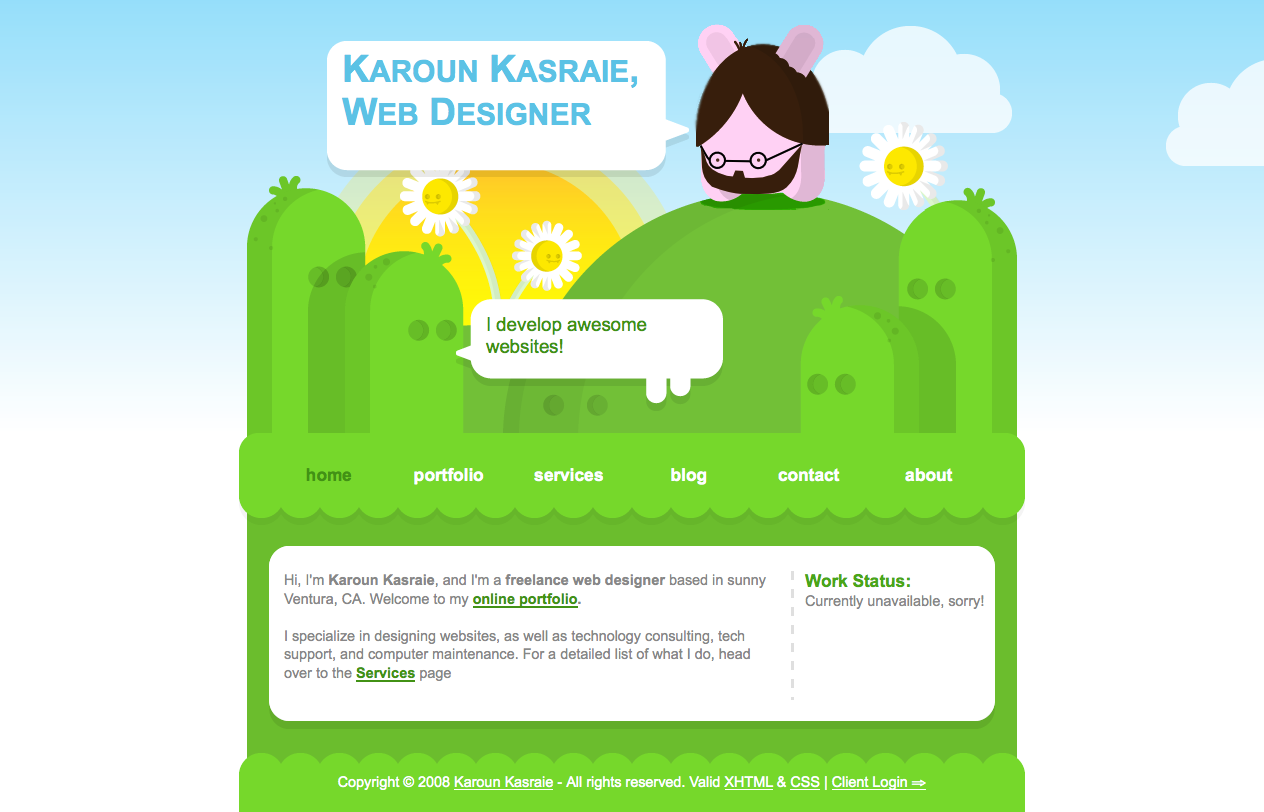 Karoun Kasraie,
Web Designer
I develop awesome
websites!
home portfolio services blog contact about
Hi, I'm Karoun Kasraie, and I'm a freelance web designer based in sunny
Ventura, CA. Welcome to my online portfolio.
I specialize in designing websites, as well as technology consulting, tech
support, and computer maintenance. For a detailed list of what I do, head
over to the Services page
Work Status:
Currently unavailable, sorry!
Copyright © 2008 Karoun Kasraie - All rights reserved. Valid XHTML & CSS | Client Login ⇒